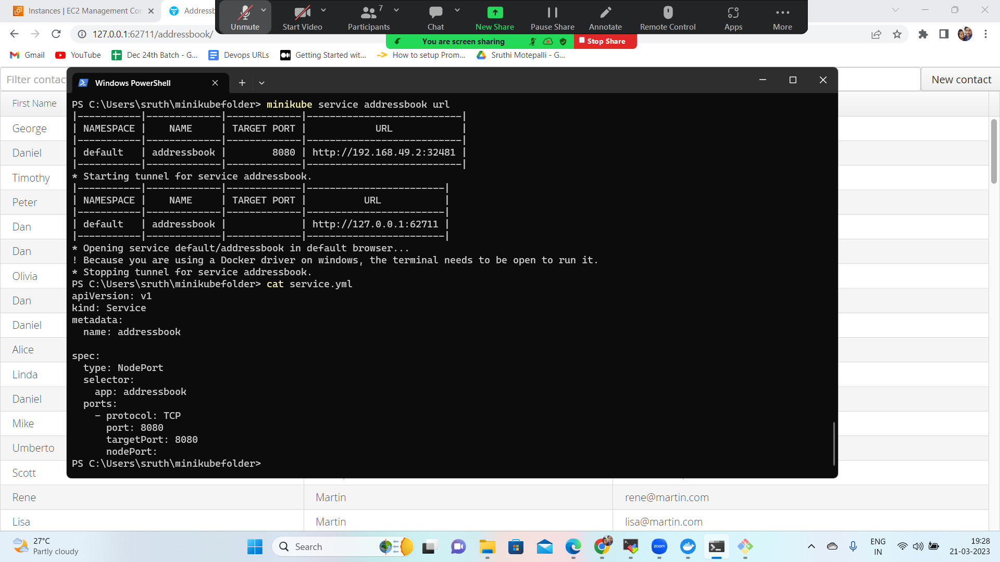 Instances | EC2 Management Con
Addressb
Unmute
Start Video
7
Participants
Chat
New Share
Pause Share
Annotate
Remote Control
Apps
More
127.0.0.1:62711/addressbook/
You are screen sharing
Stop Share
Gmail
YouTube
Dec 24th Batch - G...
Devops URLs
Getting Started wit...
How to setup Prom...
Sruthi Motepalli - G...
Filter contac
New contact
Windows PowerShell
PS C:\Users\sruth\minikubefolder> minikube service addressbook url
|-----------|-------------|-------------|---------------------------|
| NAMESPACE | NAME | TARGET PORT | URL |
|-----------|-------------|-------------|---------------------------|
| default | addressbook | 8080 | http://192.168.49.2:32481 |
|-----------|-------------|-------------|---------------------------|
* Starting tunnel for service addressbook.
|-----------|-------------|-------------|------------------------|
| NAMESPACE | NAME | TARGET PORT | URL |
|-----------|-------------|-------------|------------------------|
| default | addressbook | | http://127.0.0.1:62711 |
|-----------|-------------|-------------|------------------------|
* Opening service default/addressbook in default browser...
! Because you are using a Docker driver on windows, the terminal needs to be open to run it.
* Stopping tunnel for service addressbook.
PS C:\Users\sruth\minikubefolder> cat service.yml
apiVersion: v1
kind: Service
metadata:
  name: addressbook
spec:
  type: NodePort
  selector:
    app: addressbook
  ports:
    - protocol: TCP
      port: 8080
      targetPort: 8080
      nodePort:
PS C:\Users\sruth\minikubefolder>
First Name
George
Daniel
Timothy
Peter
Dan
Dan
Olivia
Dan
Daniel
Alice
Linda
Daniel
Mike
Umberto
Scott
Rene Martin rene@martin.com
Lisa Martin lisa@martin.com
27°C
Partly cloudy
Search
zoom
ENG
IN
19:28
21-03-2023